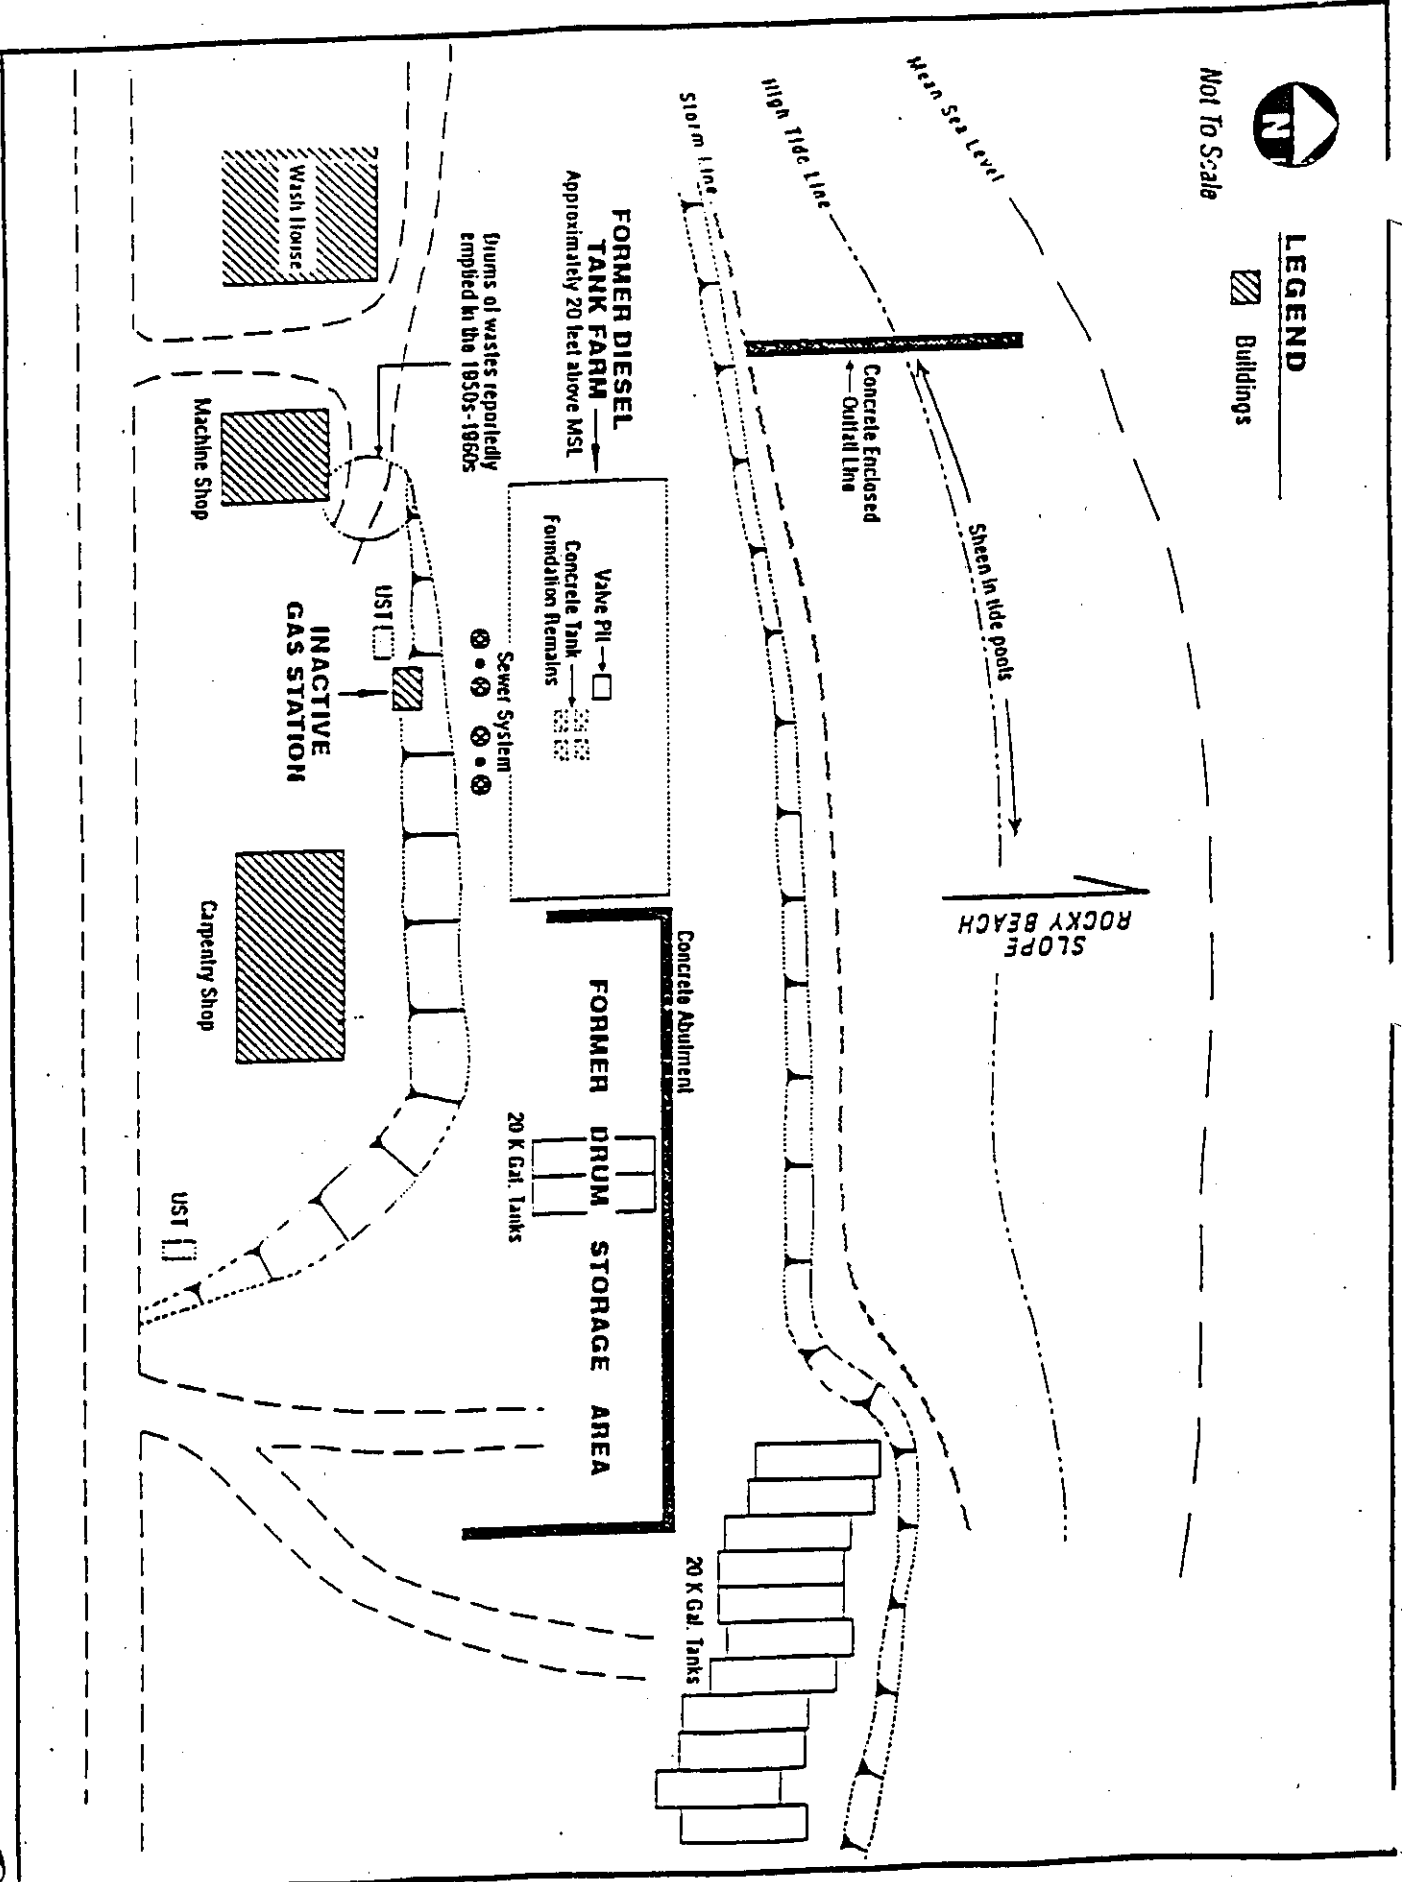 N
Not To Scale
LEGEND
Buildings
Mean Sea Level
High Tide Line
Storm Line
Concrete Enclosed
Outfall Line
Sheen in tide pools
SLOPE
ROCKY BEACH
FORMER DIESEL
TANK FARM
Approximately 20 feet above MSL
Drums of wastes reportedly
emptied in the 1950s-1960s
Wash House
Machine Shop
Valve Pit
Concrete Tank
Foundation Remains
Sewer System
UST
INACTIVE
GAS STATION
Carpentry Shop
UST
Concrete Abutment
FORMER DRUM STORAGE AREA
20 K Gal. Tanks
20 K Gal. Tanks